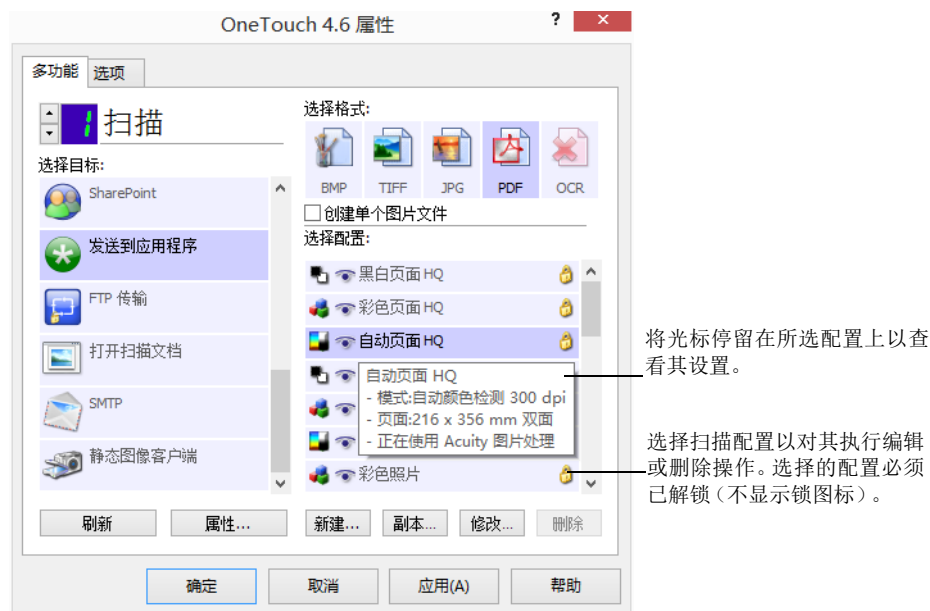 OneTouch 4.6 属性
?
×
多功能
选项
1
扫描
选择目标:
SharePoint
发送到应用程序
FTP 传输
打开扫描文档
SMTP
静态图像客户端
刷新
属性...
选择格式:
BMP
TIFF
JPG
PDF
OCR
创建单个图片文件
选择配置:
黑白页面 HQ
彩色页面 HQ
自动页面 HQ
自动页面 HQ
- 模式:自动颜色检测 300 dpi
- 页面:216 x 356 mm 双面
- 正在使用 Acuity 图片处理
彩色照片
新建...
副本...
修改...
删除
确定
取消
应用(A)
帮助
将光标停留在所选配置上以查
看其设置。
选择扫描配置以对其执行编辑
或删除操作。选择的配置必须
已解锁（不显示锁图标）。